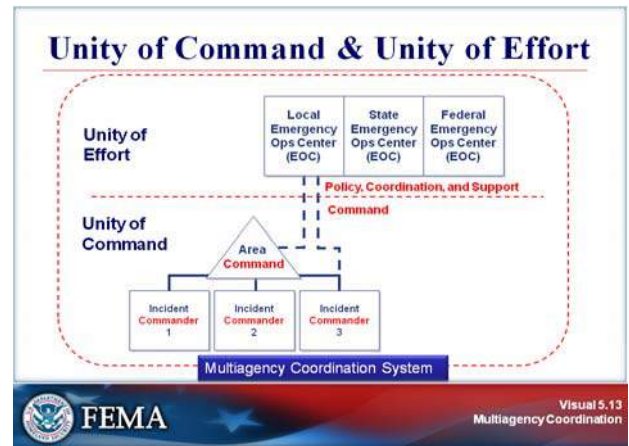 Unity of Command & Unity of Effort
Unity of
Effort
Local
Emergency
Ops Center
(EOC)
State
Emergency
Ops Center
(EOC)
Federal
Emergency
Ops Center
(EOC)
Policy, Coordination, and Support
Command
Unity of
Command
Area
Command
Incident
Commander
1
Incident
Commander
2
Incident
Commander
3
Multiagency Coordination System
FEMA
Visual 5.13
Multiagency Coordination